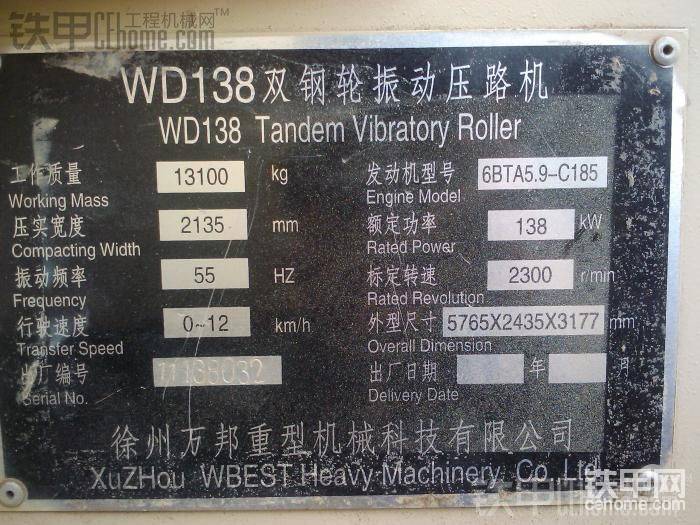 铁甲 工程机械网
CChome.com
WD138 双钢轮振动压路机
WD138 Tandem Vibratory Roller
工作质量 13100 kg 发动机型号 6BTA5.9-C185
Working Mass Engine Model
压实宽度 2135 mm 额定功率 138 kW
Compacting Width Rated Power
振动频率 55 HZ 标定转速 2300 r/min
Frequency Rated Revolution
行驶速度 0~12 km/h 外型尺寸 5765X2435X3177 mm
Transfer Speed Overall Dimension
出厂编号 出厂日期 年 月
Serial No. Delivery Date
徐州万邦重型机械科技有限公司
XuZHou WBEST Heavy Machinery Co Ltd
铁甲网
cehome.com